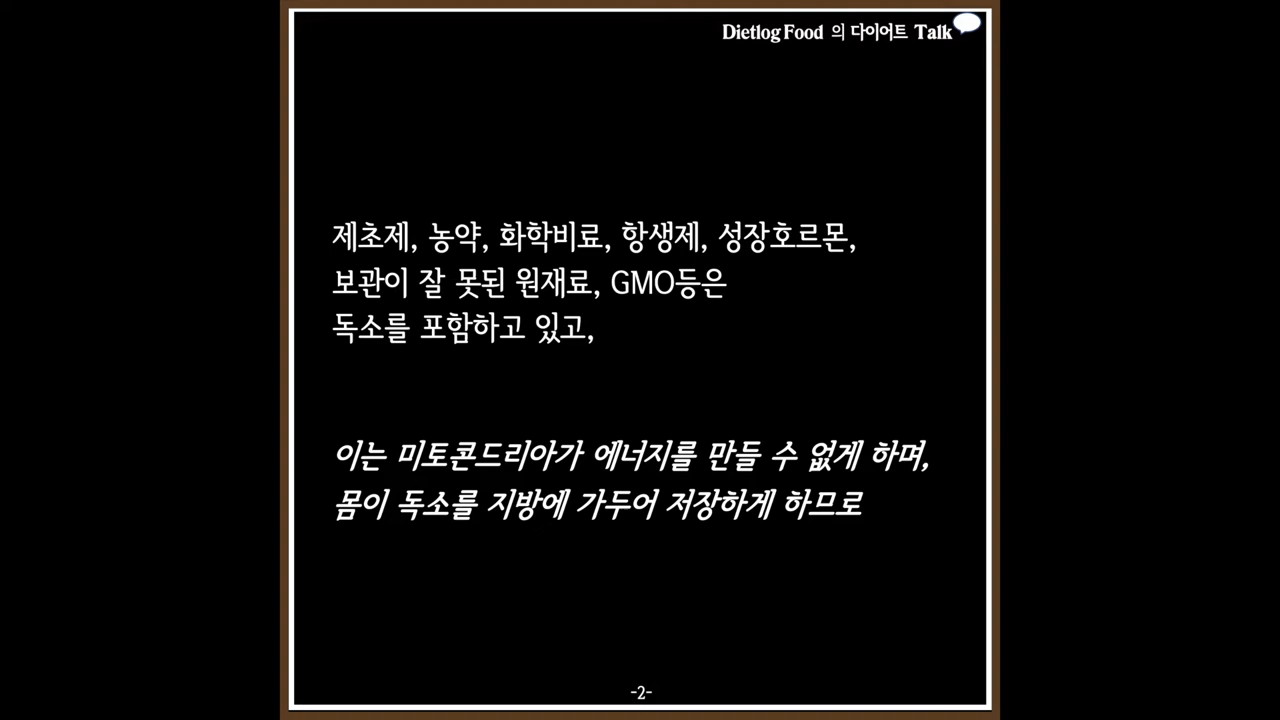 Dietlog Food 의 다이어트 Talk
제초제, 농약, 화학비료, 항생제, 성장호르몬,
보관이 잘 못된 원재료, GMO등은
독소를 포함하고 있고,
이는 미토콘드리아가 에너지를 만들 수 없게 하며,
몸이 독소를 지방에 가두어 저장하게 하므로
-2-